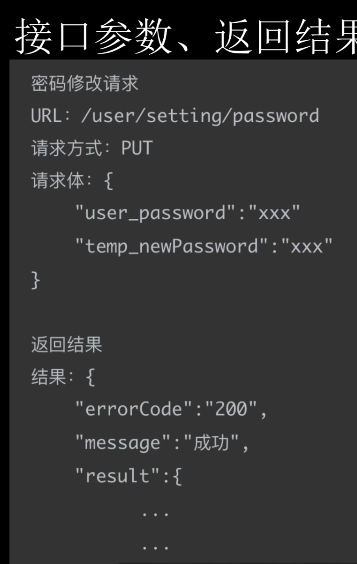 接口参数、返回结果
密码修改请求
URL: /user/setting/password
请求方式: PUT
请求体: {
"user_password":"xxx"
"temp_newPassword":"xxx"
}
返回结果
结果: {
"errorCode":"200",
"message":"成功",
"result":{
...
...